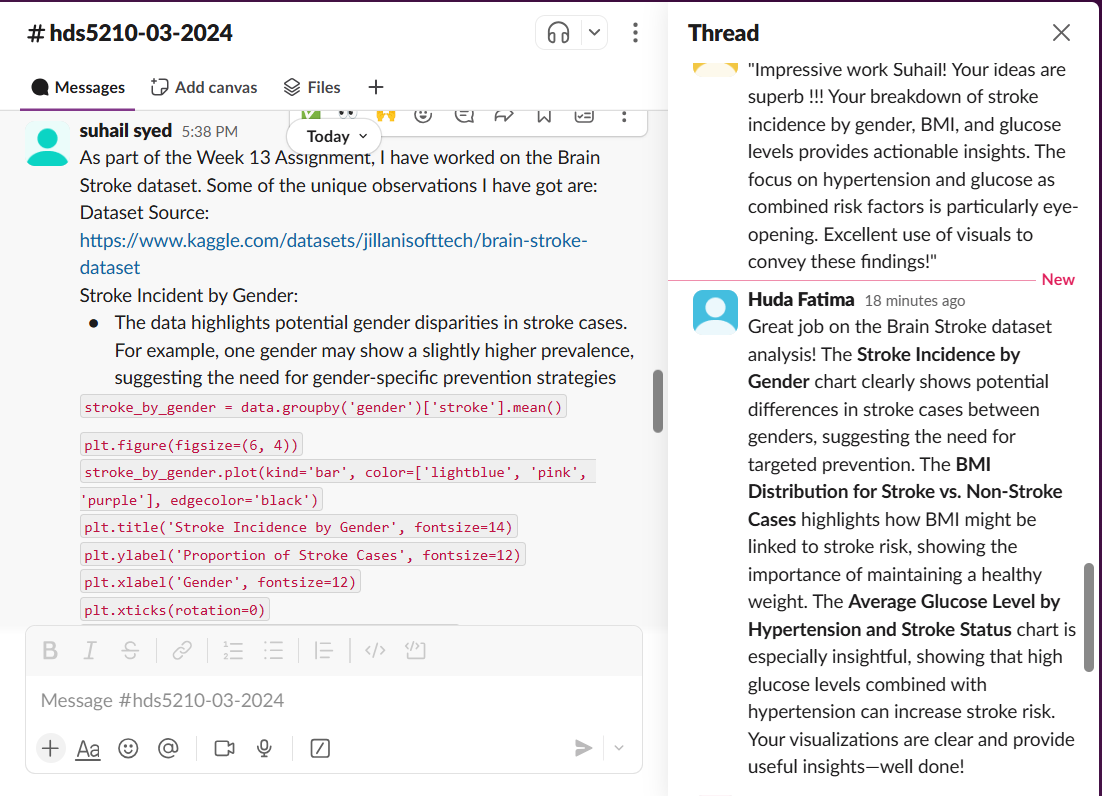 # hds5210-03-2024
Messages
Add canvas
Files
suhail syed 5:38 PM
Today
As part of the Week 13 Assignment, I have worked on the Brain
Stroke dataset. Some of the unique observations I have got are:
Dataset Source:
https://www.kaggle.com/datasets/jillanisofttech/brain-stroke-
dataset
Stroke Incident by Gender:
• The data highlights potential gender disparities in stroke cases.
For example, one gender may show a slightly higher prevalence,
suggesting the need for gender-specific prevention strategies
stroke_by_gender = data.groupby('gender')['stroke'].mean()
plt.figure(figsize=(6, 4))
stroke_by_gender.plot(kind='bar', color=['lightblue', 'pink',
'purple'], edgecolor='black')
plt.title('Stroke Incidence by Gender', fontsize=14)
plt.ylabel('Proportion of Stroke Cases', fontsize=12)
plt.xlabel('Gender', fontsize=12)
plt.xticks(rotation=0)
Message #hds5210-03-2024
Aa
Thread
"Impressive work Suhail! Your ideas are
superb !!! Your breakdown of stroke
incidence by gender, BMI, and glucose
levels provides actionable insights. The
focus on hypertension and glucose as
combined risk factors is particularly eye-
opening. Excellent use of visuals to
convey these findings!"
New
Huda Fatima 18 minutes ago
Great job on the Brain Stroke dataset
analysis! The Stroke Incidence by
Gender chart clearly shows potential
differences in stroke cases between
genders, suggesting the need for
targeted prevention. The BMI
Distribution for Stroke vs. Non-Stroke
Cases highlights how BMI might be
linked to stroke risk, showing the
importance of maintaining a healthy
weight. The Average Glucose Level by
Hypertension and Stroke Status chart is
especially insightful, showing that high
glucose levels combined with
hypertension can increase stroke risk.
Your visualizations are clear and provide
useful insights—well done!